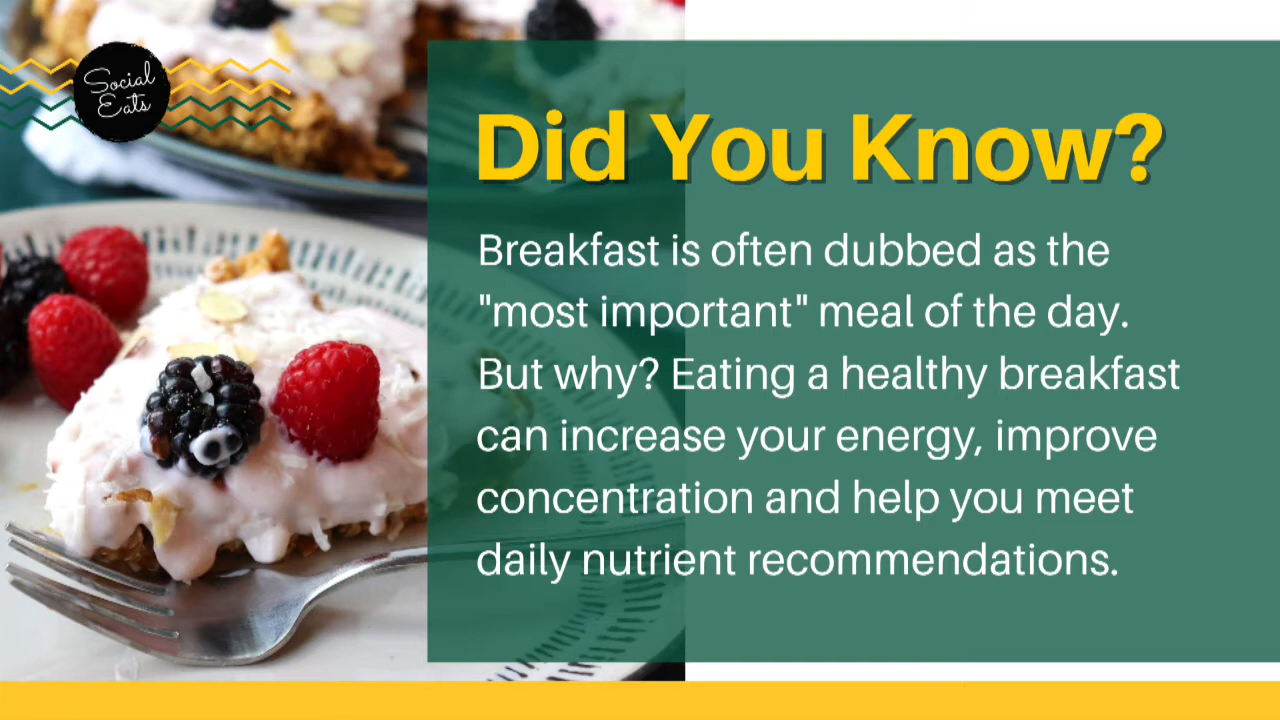 Social
Eats
Did You Know?
Breakfast is often dubbed as the
"most important" meal of the day.
But why? Eating a healthy breakfast
can increase your energy, improve
concentration and help you meet
daily nutrient recommendations.